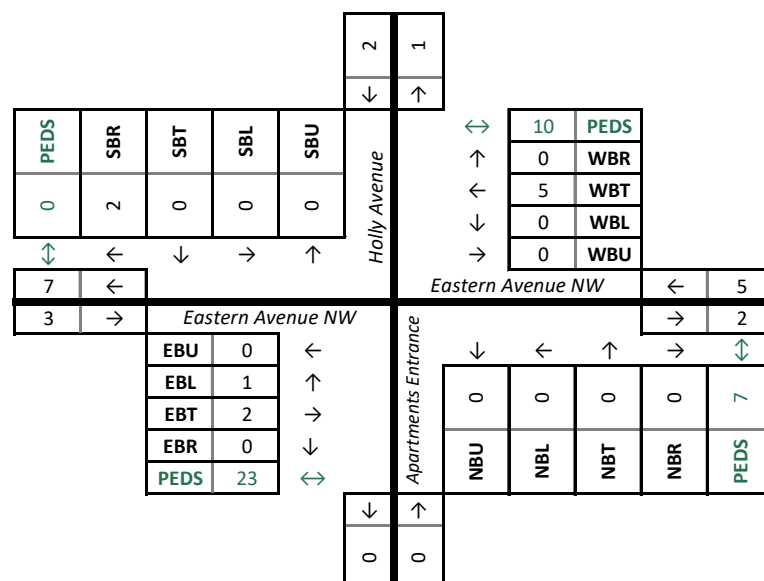 2 1
↓ ↑
PEDS SBR SBT SBL SBU
0 2 0 0 0
↕ ← ↓ → ↑
Holly Avenue
↔ 10 PEDS
↑ 0 WBR
← 5 WBT
↓ 0 WBL
→ 0 WBU
7 ←
3 →
Eastern Avenue NW
← 5
→ 2
Eastern Avenue NW
EBU 0 ←
EBL 1 ↑
EBT 2 →
EBR 0 ↓
PEDS 23 ↔
Apartments Entrance
↓ ← ↑ → ↕
0 0 0 0 7
NBU NBL NBT NBR PEDS
↓ ↑
0 0